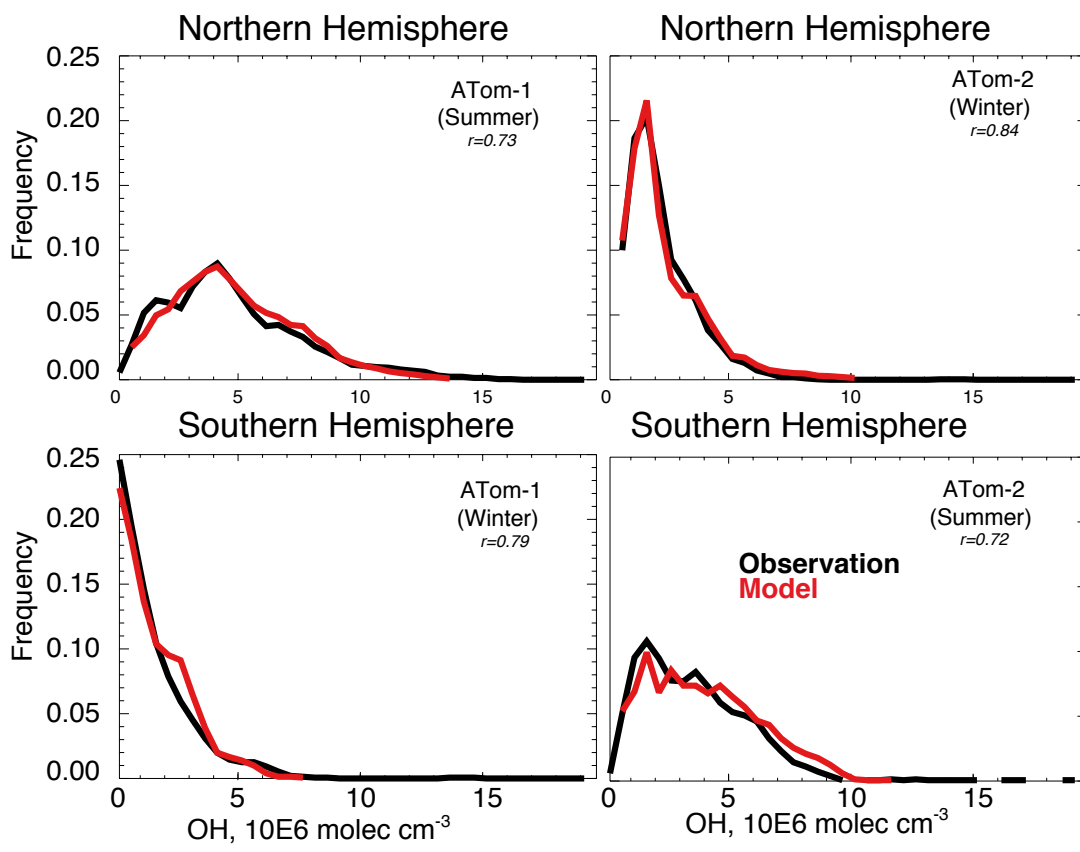 Northern Hemisphere
Northern Hemisphere
0.25
0.20
0.15
0.10
0.05
0.00
Frequency
ATom-1
(Summer)
r=0.73
0 5 10 15
ATom-2
(Winter)
r=0.84
0 5 10 15
Southern Hemisphere
Southern Hemisphere
0.25
0.20
0.15
0.10
0.05
0.00
Frequency
ATom-1
(Winter)
r=0.79
0 5 10 15
OH, 10E6 molec cm-3
ATom-2
(Summer)
r=0.72
Observation
Model
0 5 10 15
OH, 10E6 molec cm-3